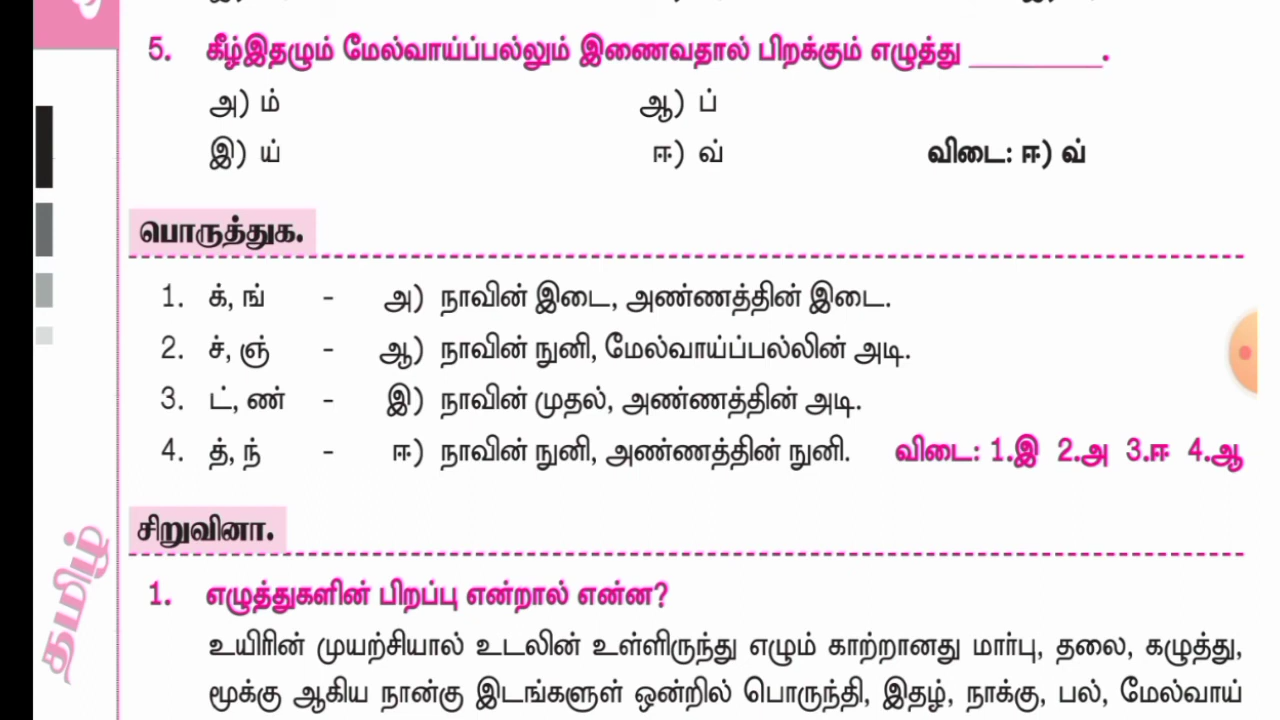 5. கீழ்இதழும் மேல்வாய்ப்பல்லும் இணைவதால் பிறக்கும் எழுத்து ________.
அ) ம் ஆ) ப்
இ) ய் ஈ) வ் விடை: ஈ) வ்
பொருத்துக.
1. க், ங் - அ) நாவின் இடை, அண்ணத்தின் இடை.
2. ச், ஞ் - ஆ) நாவின் நுனி, மேல்வாய்ப்பல்லின் அடி.
3. ட், ண் - இ) நாவின் முதல், அண்ணத்தின் அடி.
4. த், ந் - ஈ) நாவின் நுனி, அண்ணத்தின் நுனி. விடை: 1.இ 2.அ 3.ஈ 4.ஆ
சிறுவினா.
1. எழுத்துகளின் பிறப்பு என்றால் என்ன?
உயிரின் முயற்சியால் உடலின் உள்ளிருந்து எழும் காற்றானது மார்பு, தலை, கழுத்து,
மூக்கு ஆகிய நான்கு இடங்களுள் ஒன்றில் பொருந்தி, இதழ், நாக்கு, பல், மேல்வாய்
தமிழ்